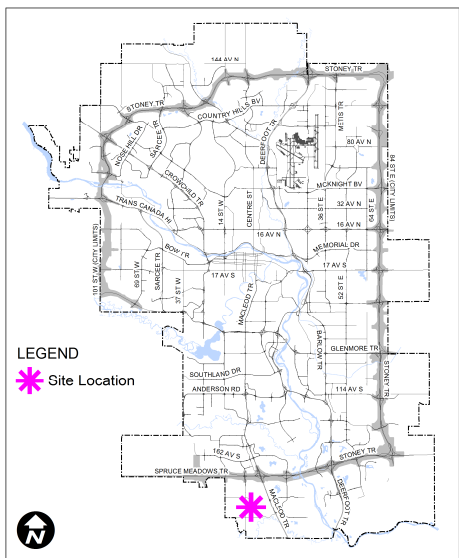 144 AV N
STONEY TR
STONEY TR
COUNTRY HILLS BV
METIS TR
NOSE HILL DR
SARCEE TR
DEERFOOT TR
80 AV N
CROWCHILD TR
MCKNIGHT BV
84 ST E (CITY LIMITS)
TRANS CANADA HI
14 ST W
CENTRE ST
36 ST E
32 AV N
64 ST E
16 AV N
16 AV N
101 ST W (CITY LIMITS)
BOW TR
MEMORIAL DR
69 ST W
SARCEE TR
37 ST W
17 AV S
17 AV S
52 ST E
MACLEOD TR
BARLOW TR
LEGEND
GLENMORE TR
Site Location
SOUTHLAND DR
STONEY TR
ANDERSON RD
114 AV S
162 AV S
STONEY TR
SPRUCE MEADOWS TR
MACLEOD TR
DEERFOOT TR
N